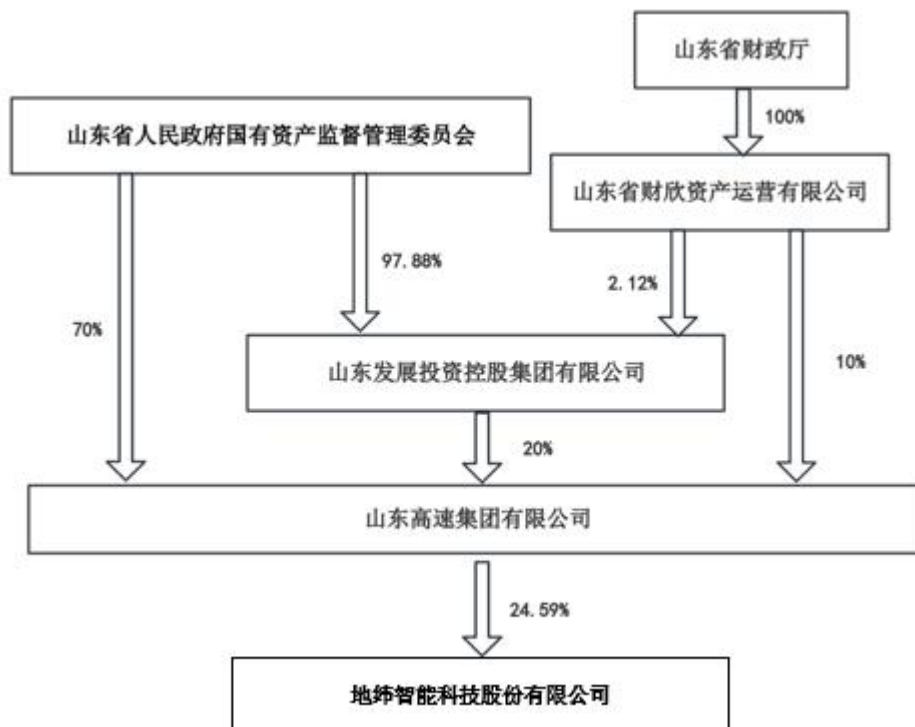 山东省财政厅
100%
山东省人民政府国有资产监督管理委员会
山东省财欣资产运营有限公司
97.88%
2.12%
70%
山东发展投资控股集团有限公司
10%
20%
山东高速集团有限公司
24.59%
地纬智能科技股份有限公司